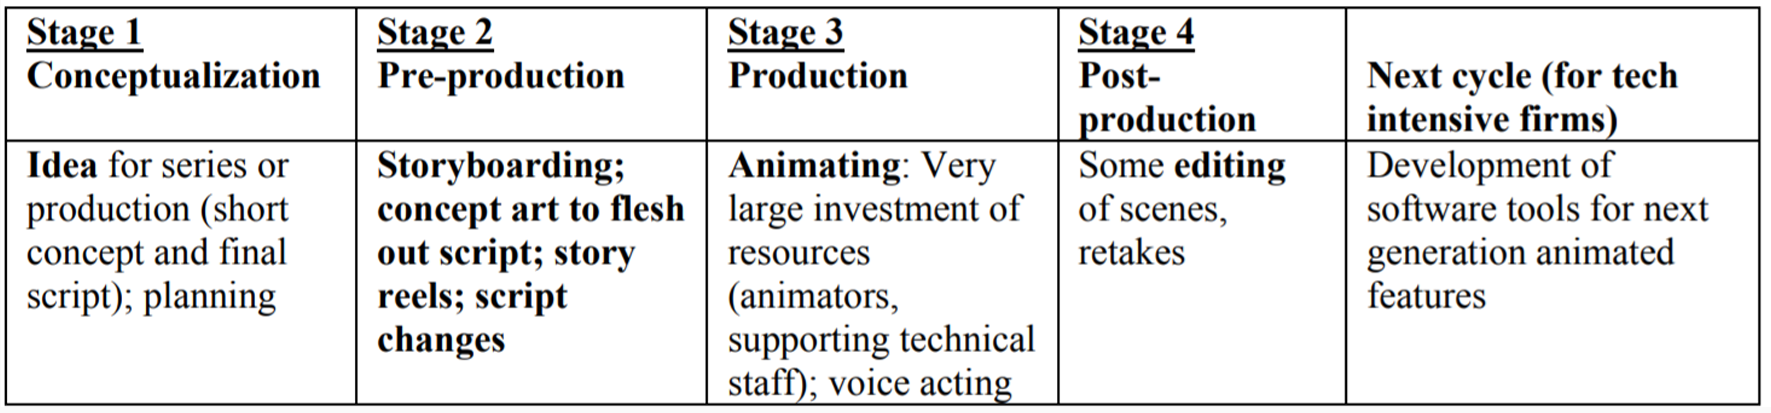 Stage 1
Conceptualization
Stage 2
Pre-production
Stage 3
Production
Stage 4
Post-
production
Next cycle (for tech
intensive firms)
Idea for series or
production (short
concept and final
script); planning
Storyboarding;
concept art to flesh
out script; story
reels; script
changes
Animating: Very
large investment of
resources
(animators,
supporting technical
staff); voice acting
Some editing
of scenes,
retakes
Development of
software tools for next
generation animated
features